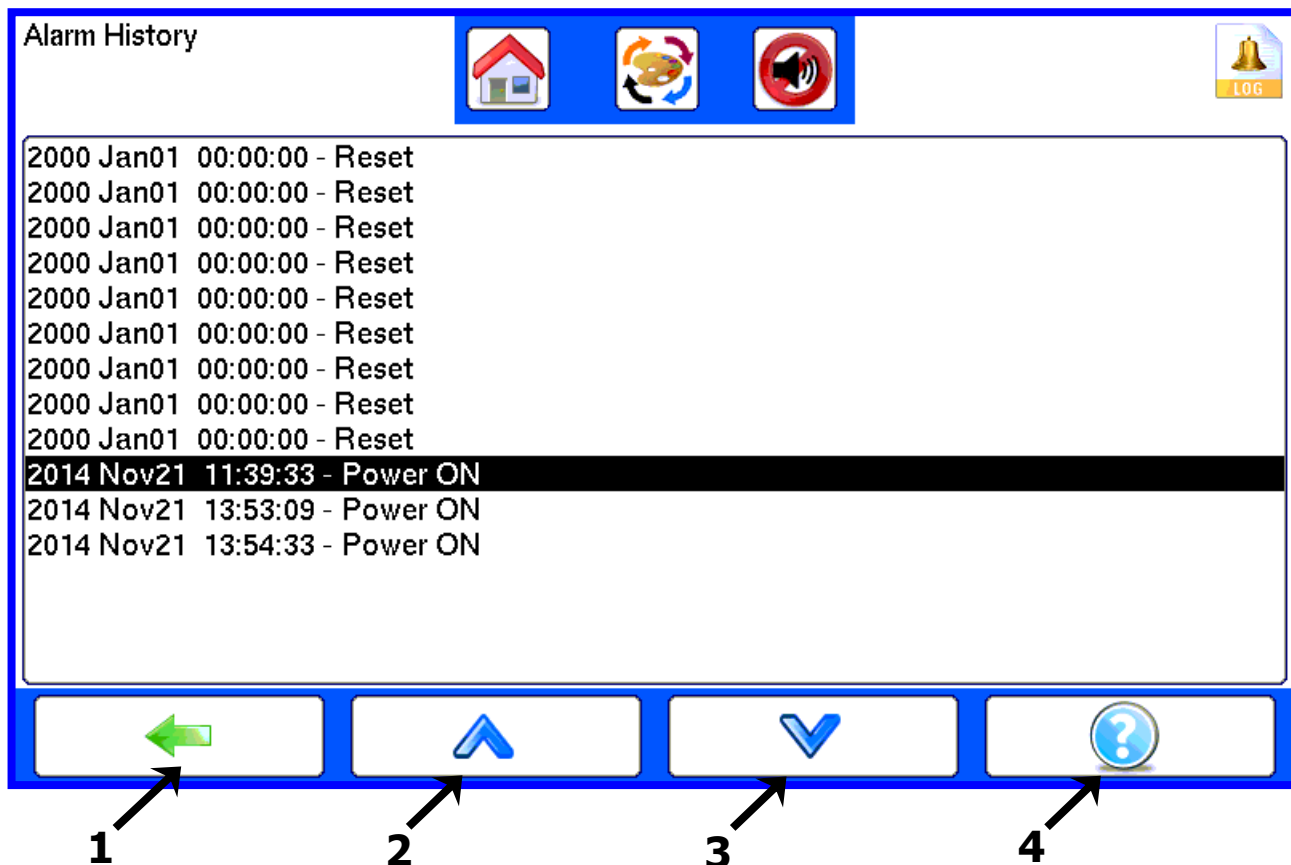 Alarm History
LOG
2000 Jan01 00:00:00 - Reset
2000 Jan01 00:00:00 - Reset
2000 Jan01 00:00:00 - Reset
2000 Jan01 00:00:00 - Reset
2000 Jan01 00:00:00 - Reset
2000 Jan01 00:00:00 - Reset
2000 Jan01 00:00:00 - Reset
2000 Jan01 00:00:00 - Reset
2000 Jan01 00:00:00 - Reset
2014 Nov21 11:39:33 - Power ON
2014 Nov21 13:53:09 - Power ON
2014 Nov21 13:54:33 - Power ON
?
1 2 3 4